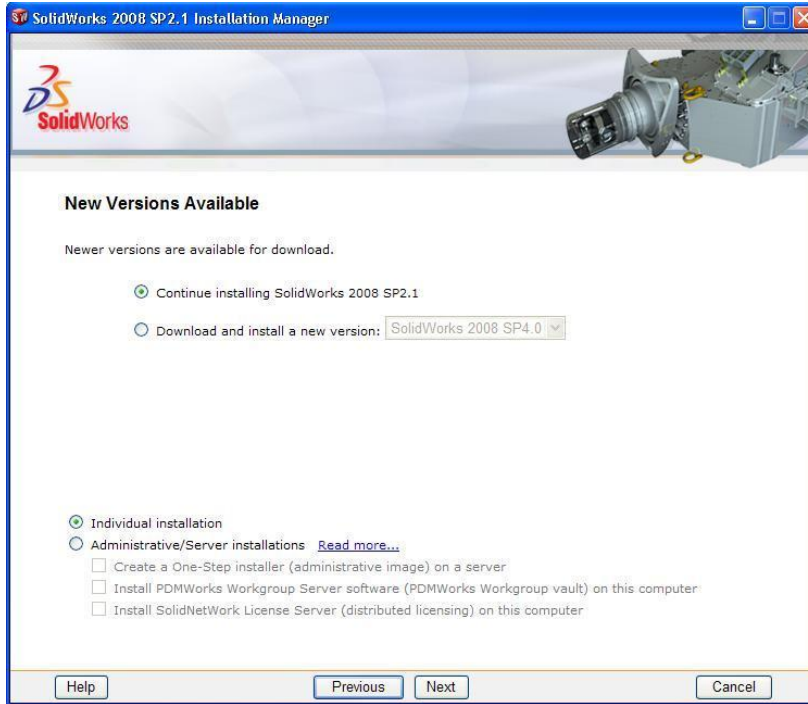 SolidWorks 2008 SP2.1 Installation Manager
SolidWorks
New Versions Available
Newer versions are available for download.
Continue installing SolidWorks 2008 SP2.1
Download and install a new version: SolidWorks 2008 SP4.0
Individual installation
Administrative/Server installations Read more...
Create a One-Step installer (administrative image) on a server
Install PDMWorks Workgroup Server software (PDMWorks Workgroup vault) on this computer
Install SolidNetWork License Server (distributed licensing) on this computer
Help Previous Next Cancel